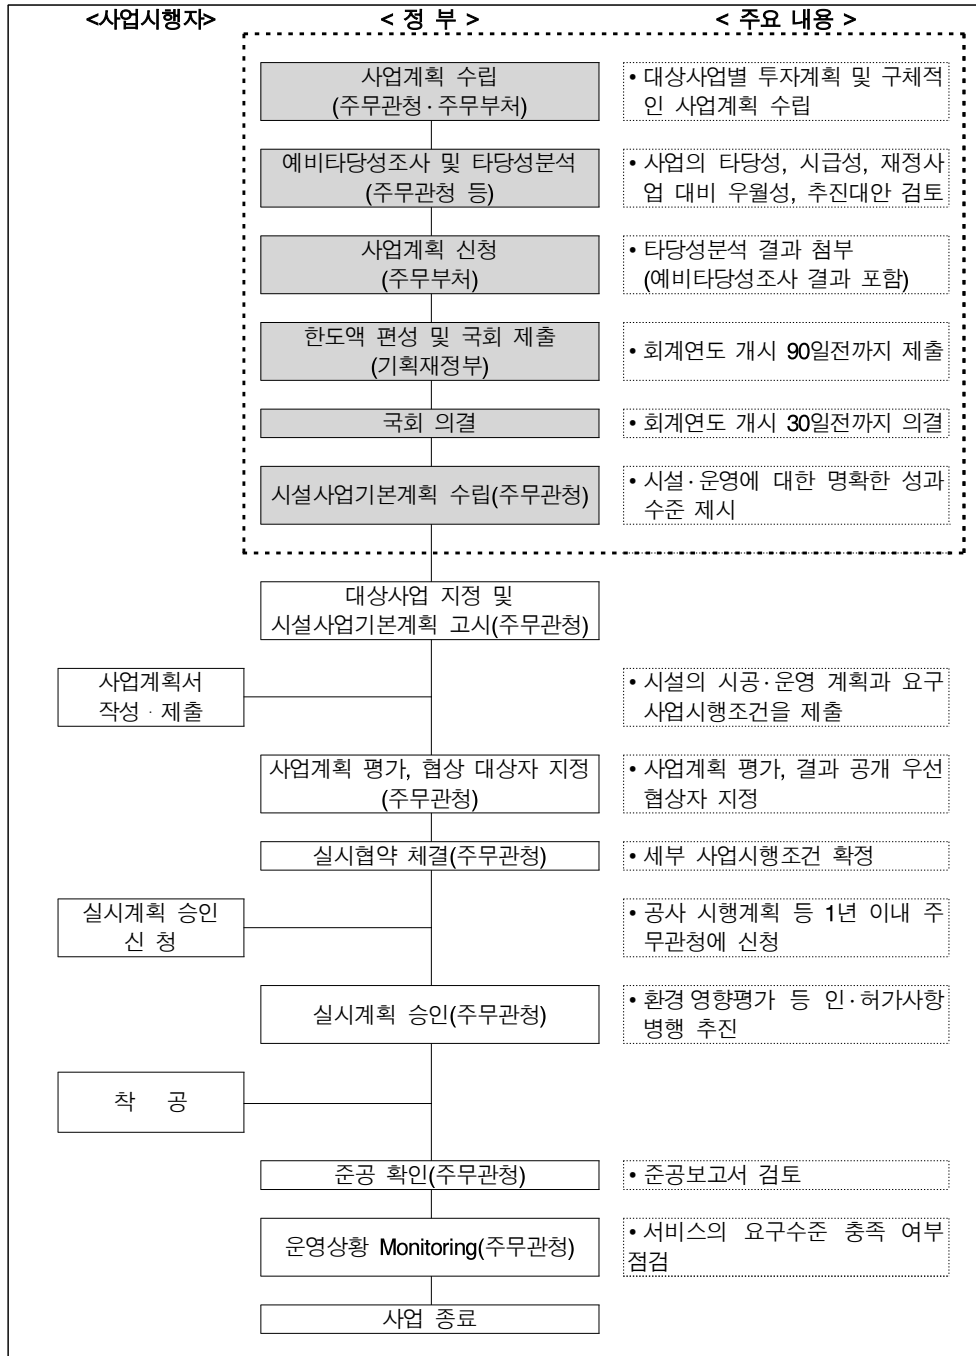 <사업시행자>
< 정 부 >
< 주요 내용 >
사업계획 수립
(주무관청·주무부처)
• 대상사업별 투자계획 및 구체적
인 사업계획 수립
예비타당성조사 및 타당성분석
(주무관청 등)
• 사업의 타당성, 시급성, 재정사
업 대비 우월성, 추진대안 검토
사업계획 신청
(주무부처)
• 타당성분석 결과 첨부
(예비타당성조사 결과 포함)
한도액 편성 및 국회 제출
(기획재정부)
• 회계연도 개시 90일전까지 제출
국회 의결
• 회계연도 개시 30일전까지 의결
시설사업기본계획 수립(주무관청)
• 시설·운영에 대한 명확한 성과
수준 제시
대상사업 지정 및
시설사업기본계획 고시(주무관청)
사업계획서
작성·제출
• 시설의 시공·운영 계획과 요구
사업시행조건을 제출
사업계획 평가, 협상 대상자 지정
(주무관청)
• 사업계획 평가, 결과 공개 우선
협상자 지정
실시협약 체결(주무관청)
• 세부 사업시행조건 확정
실시계획 승인
신 청
• 공사 시행계획 등 1년 이내 주
무관청에 신청
실시계획 승인(주무관청)
• 환경 영향평가 등 인·허가사항
병행 추진
착 공
준공 확인(주무관청)
• 준공보고서 검토
운영상황 Monitoring(주무관청)
• 서비스의 요구수준 충족 여부
점검
사업 종료